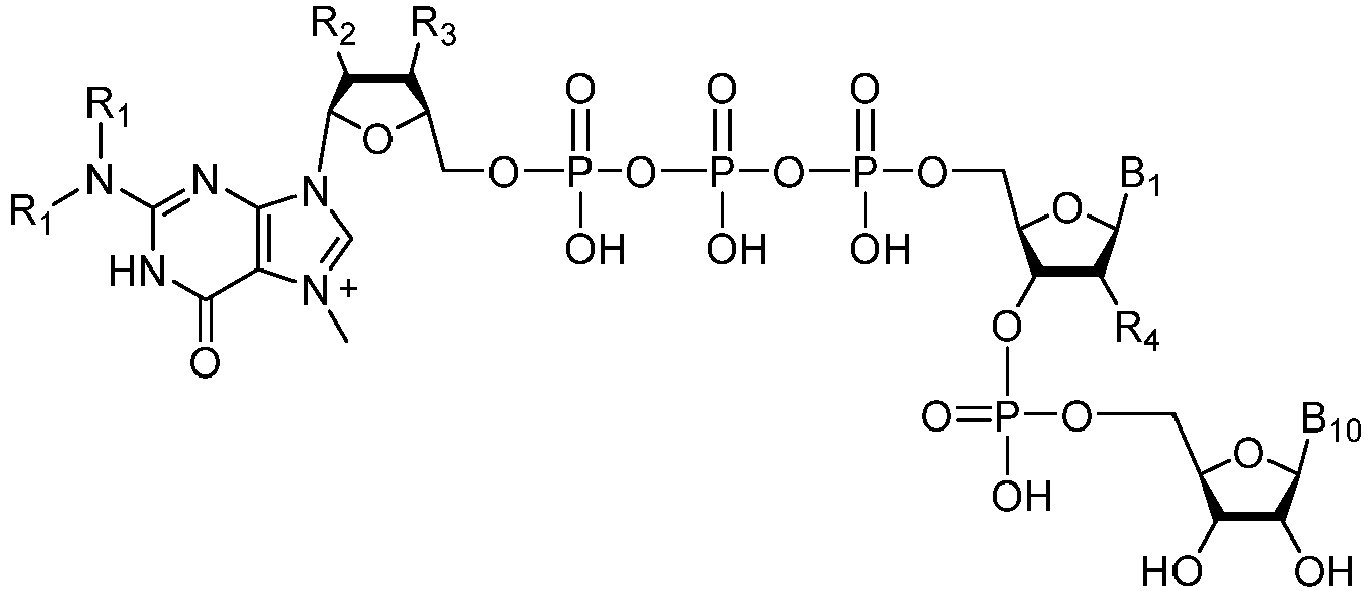 R2 R3
O O O
R1
O
N N N O P O P O P O B1
R1
O
HN OH OH OH
N +
O R4
O
O P O B10
O
OH
HO OH